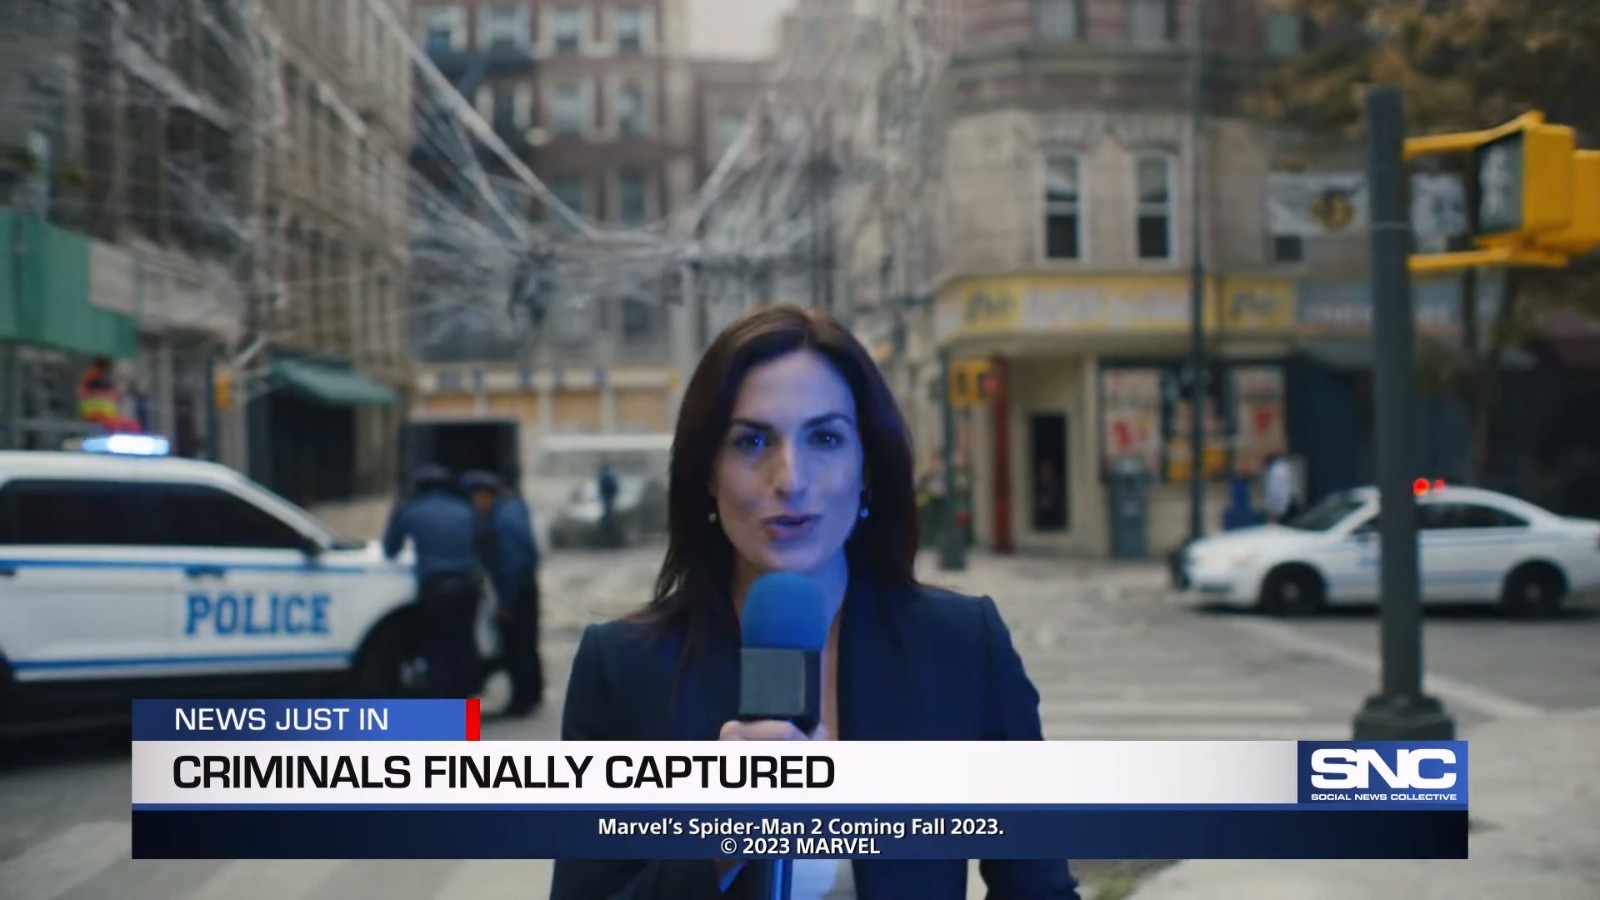 POLICE
NEWS JUST IN
CRIMINALS FINALLY CAPTURED
SNC
SOCIAL NEWS COLLECTIVE
Marvel's Spider-Man 2 Coming Fall 2023.
© 2023 MARVEL